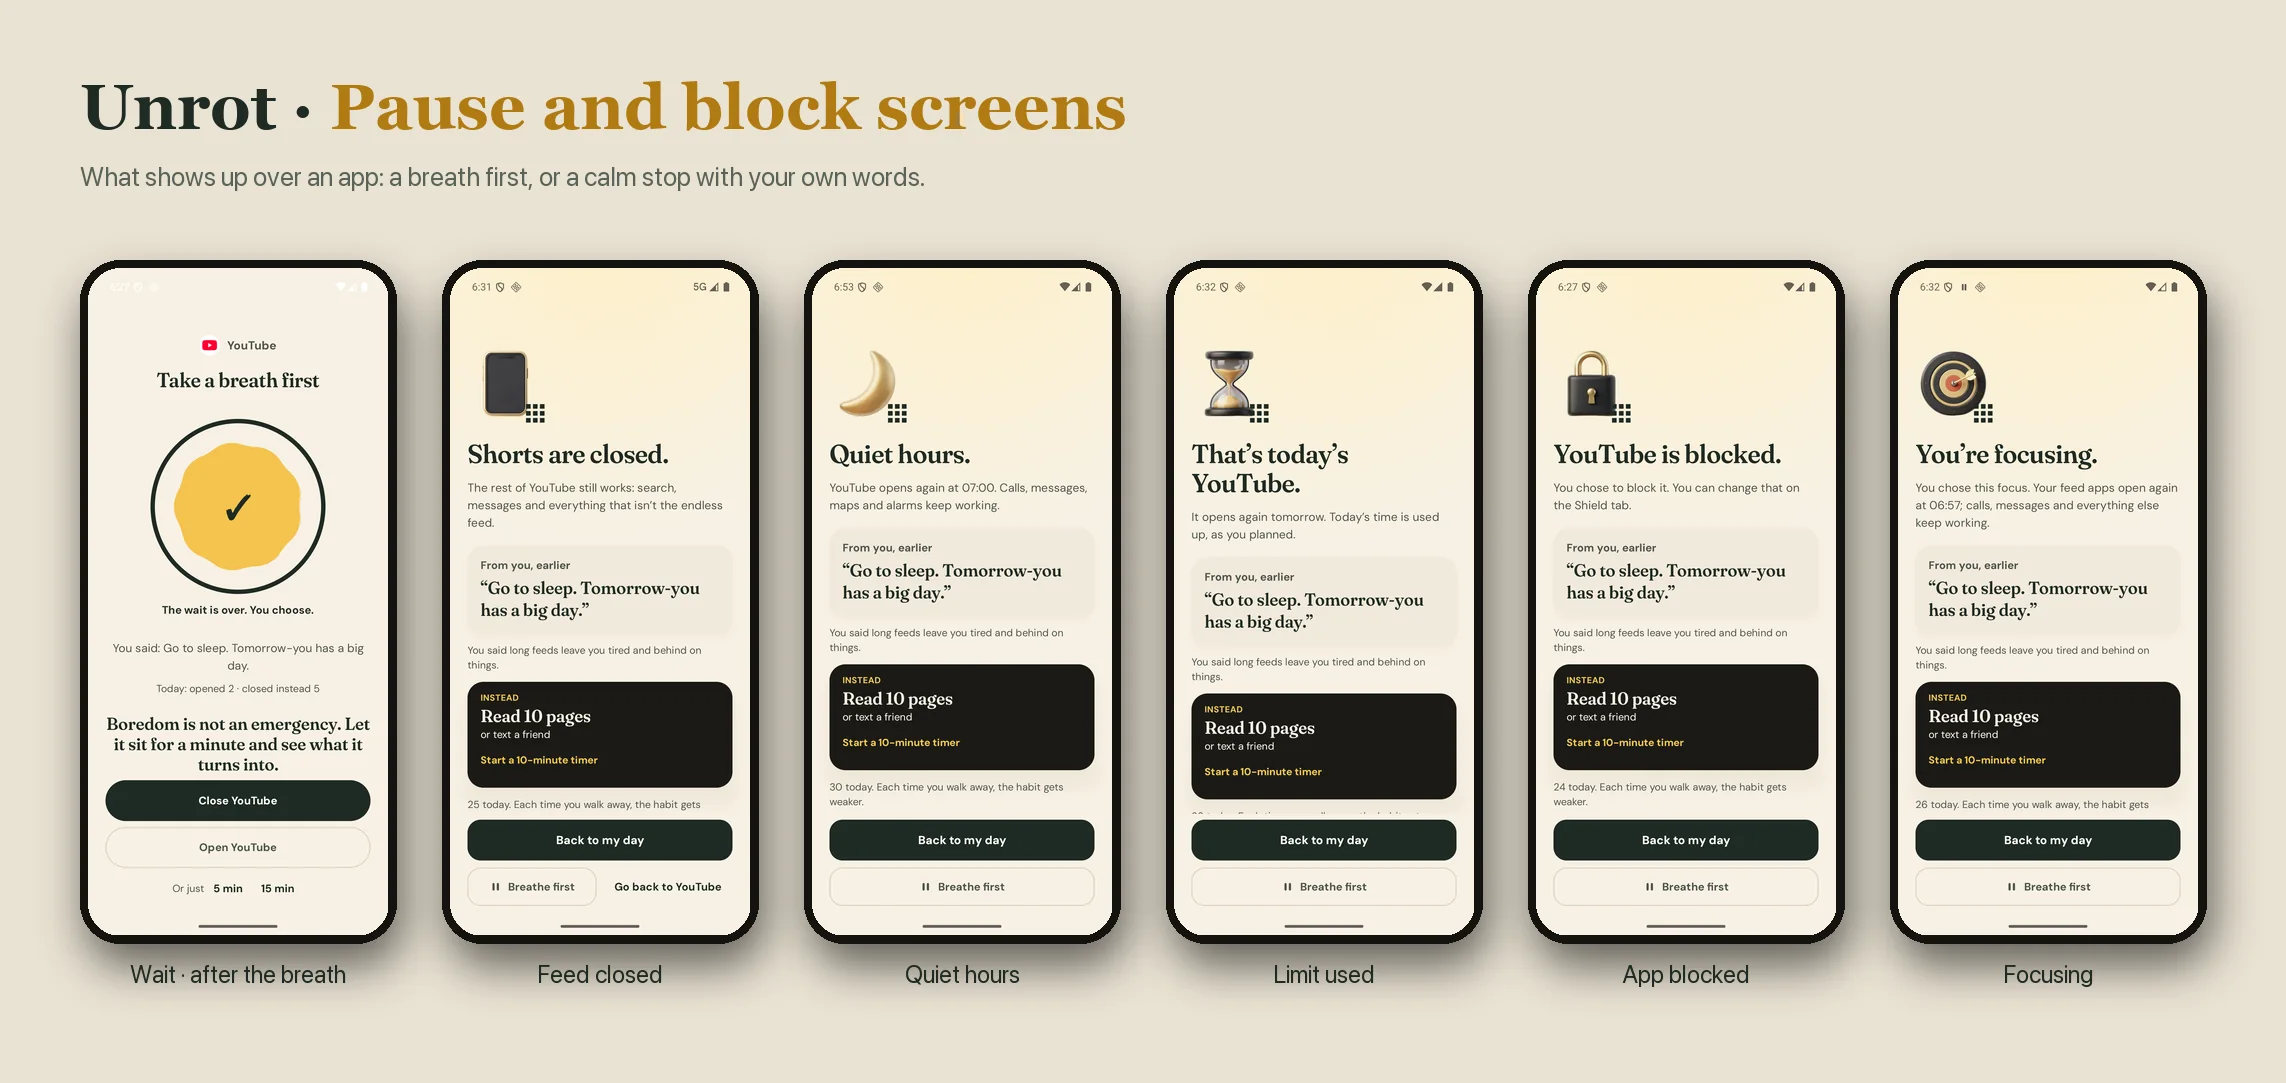 Unrot · Pause and block screens
What shows up over an app: a breath first, or a calm stop with your own words.
6:27
YouTube
Take a breath first
✓
The wait is over. You choose.
You said: Go to sleep. Tomorrow-you has a big
day.
Today: opened 2 · closed instead 5
Boredom is not an emergency. Let
it sit for a minute and see what it
turns into.
Close YouTube
Open YouTube
Or just 5 min 15 min
Wait · after the breath
6:31 5G
Shorts are closed.
The rest of YouTube still works: search,
messages and everything that isn’t the endless
feed.
From you, earlier
“Go to sleep. Tomorrow-you
has a big day.”
You said long feeds leave you tired and behind on
things.
INSTEAD
Read 10 pages
or text a friend
Start a 10-minute timer
25 today. Each time you walk away, the habit gets
Back to my day
Breathe first Go back to YouTube
Feed closed
6:53
Quiet hours.
YouTube opens again at 07:00. Calls, messages,
maps and alarms keep working.
From you, earlier
“Go to sleep. Tomorrow-you
has a big day.”
You said long feeds leave you tired and behind on
things.
INSTEAD
Read 10 pages
or text a friend
Start a 10-minute timer
30 today. Each time you walk away, the habit gets
weaker.
Back to my day
Breathe first
Quiet hours
6:32
That’s today’s
YouTube.
It opens again tomorrow. Today’s time is used
up, as you planned.
From you, earlier
“Go to sleep. Tomorrow-you
has a big day.”
You said long feeds leave you tired and behind on
things.
INSTEAD
Read 10 pages
or text a friend
Start a 10-minute timer
Back to my day
Breathe first
Limit used
6:27
YouTube is blocked.
You chose to block it. You can change that on
the Shield tab.
From you, earlier
“Go to sleep. Tomorrow-you
has a big day.”
You said long feeds leave you tired and behind on
things.
INSTEAD
Read 10 pages
or text a friend
Start a 10-minute timer
24 today. Each time you walk away, the habit gets
weaker.
Back to my day
Breathe first
App blocked
6:32
You’re focusing.
You chose this focus. Your feed apps open again
at 06:57; calls, messages and everything else
keep working.
From you, earlier
“Go to sleep. Tomorrow-you
has a big day.”
You said long feeds leave you tired and behind on
things.
INSTEAD
Read 10 pages
or text a friend
Start a 10-minute timer
26 today. Each time you walk away, the habit gets
Back to my day
Breathe first
Focusing